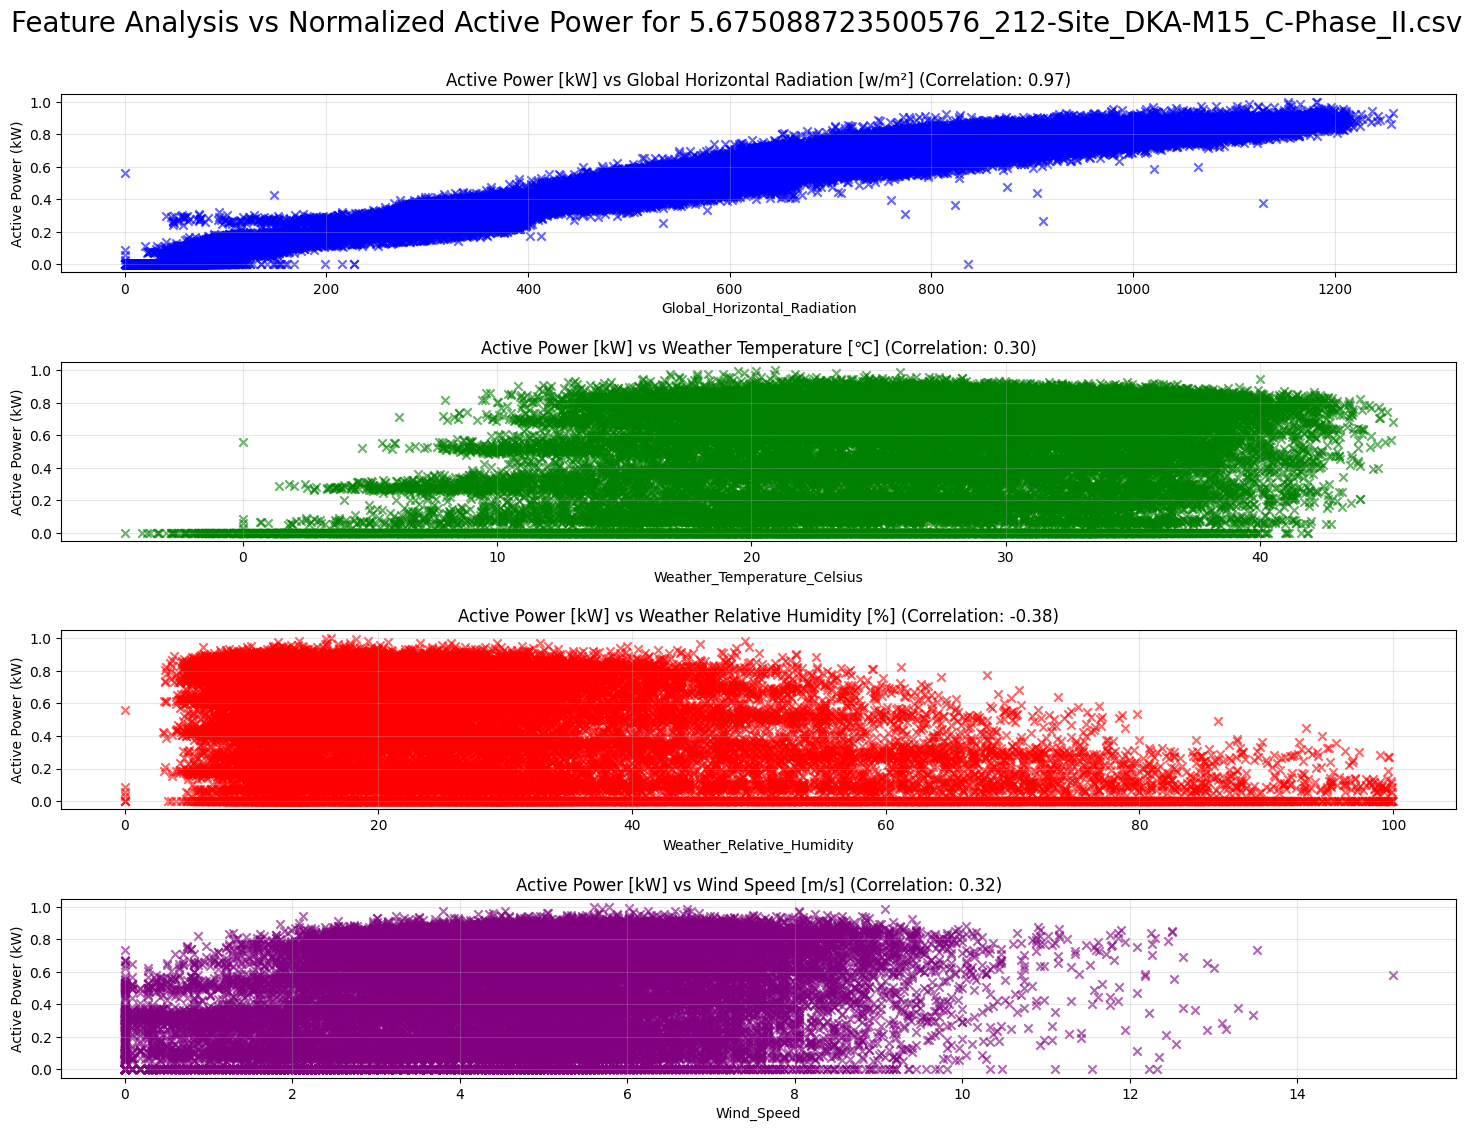 Feature Analysis vs Normalized Active Power for 5.675088723500576_212-Site_DKA-M15_C-Phase_II.csv
Active Power [kW] vs Global Horizontal Radiation [w/m²] (Correlation: 0.97)
Active Power (kW)
1.0
0.8
0.6
0.4
0.2
0.0
0 200 400 600 800 1000 1200
Global_Horizontal_Radiation
Active Power [kW] vs Weather Temperature [℃] (Correlation: 0.30)
Active Power (kW)
1.0
0.8
0.6
0.4
0.2
0.0
0 10 20 30 40
Weather_Temperature_Celsius
Active Power [kW] vs Weather Relative Humidity [%] (Correlation: -0.38)
Active Power (kW)
1.0
0.8
0.6
0.4
0.2
0.0
0 20 40 60 80 100
Weather_Relative_Humidity
Active Power [kW] vs Wind Speed [m/s] (Correlation: 0.32)
Active Power (kW)
1.0
0.8
0.6
0.4
0.2
0.0
0 2 4 6 8 10 12 14
Wind_Speed